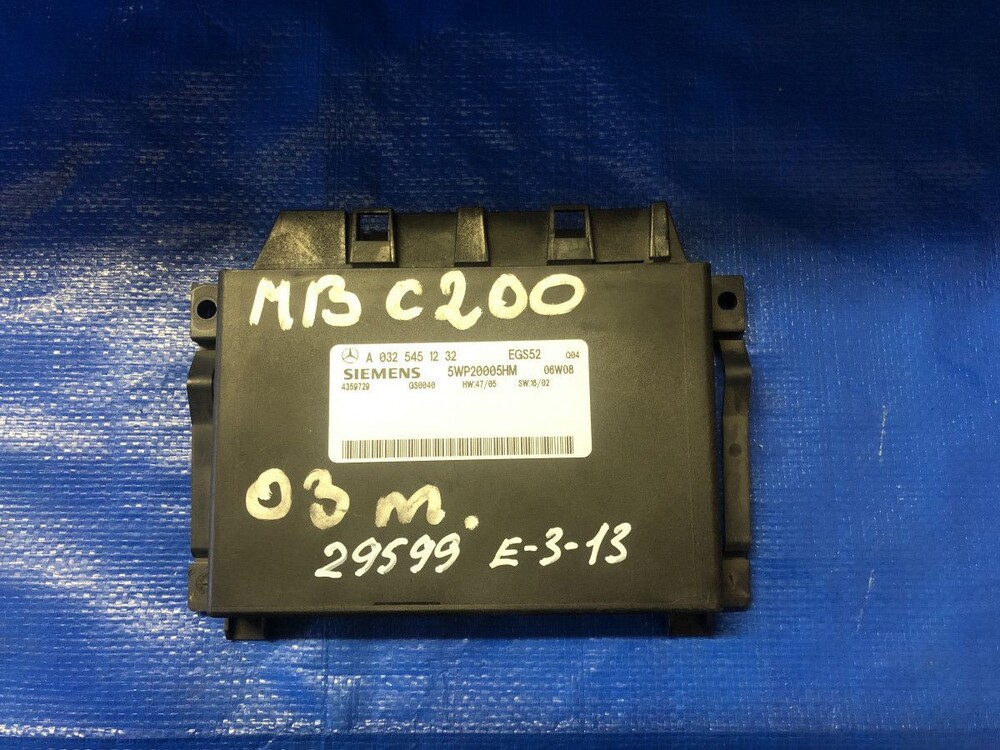 MB C200
A 032 545 12 32 EGS52 Q04
SIEMENS 5WP20005HM 06W08
4359729 GS0040 HW:47/05 SW:16/02
03 m.
29599 E-3-13